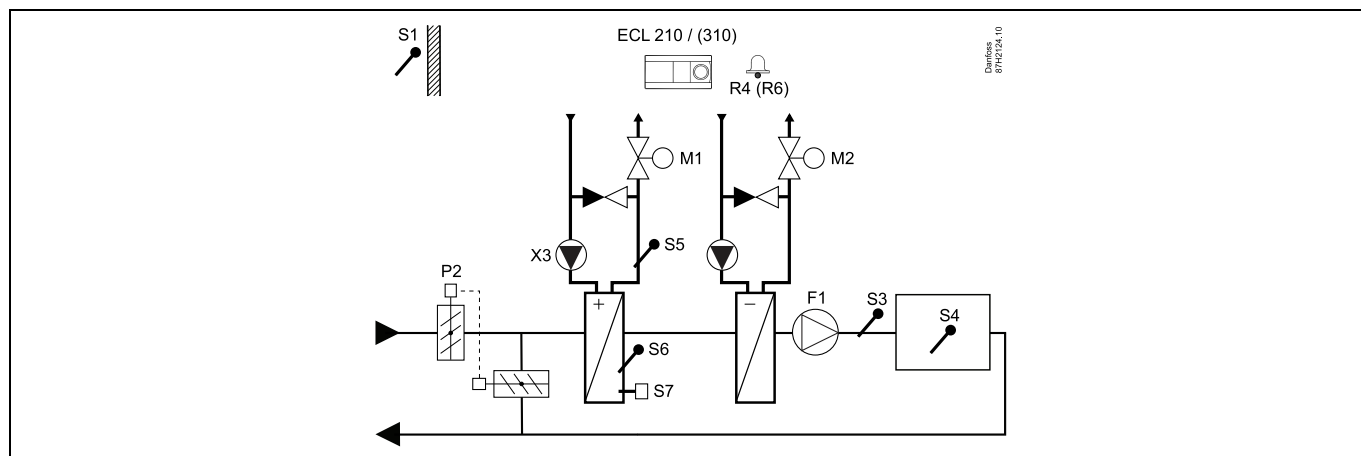 S1
ECL 210 / (310)
Danfoss
87H2124.10
R4 (R6)
M1
M2
S5
X3
P2
+
−
F1
S3
S4
S6
S7